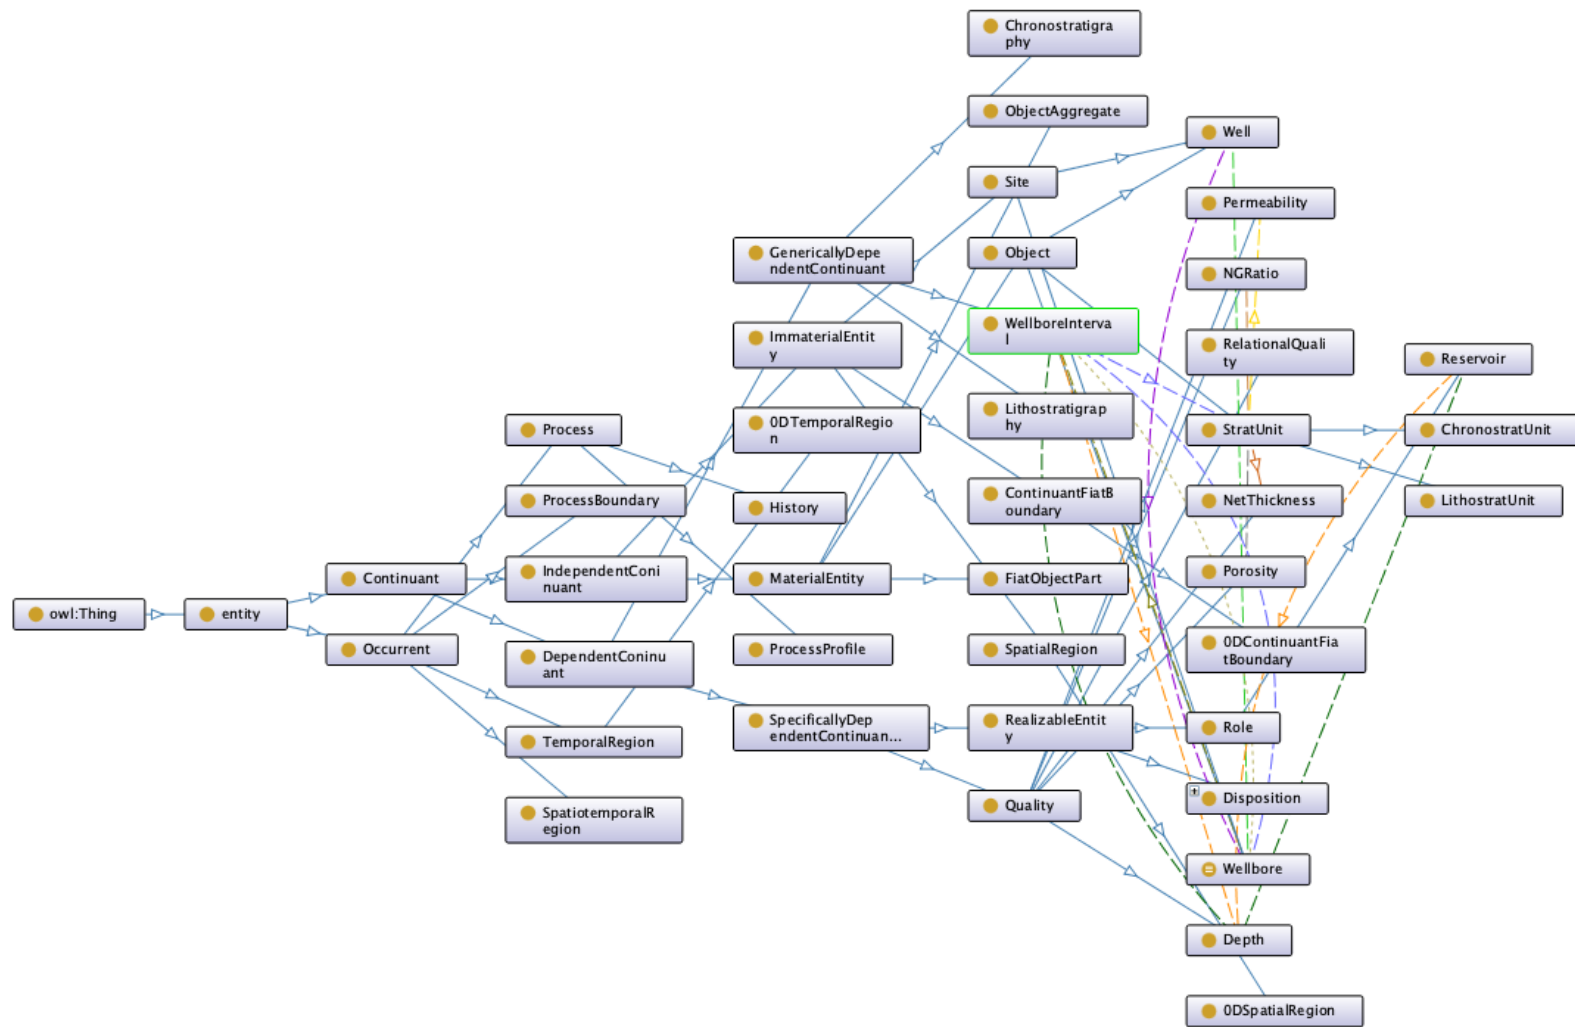 owl:Thing
entity
Continuant
Occurrent
Process
ProcessBoundary
IndependentConi
nuant
DependentConinu
ant
TemporalRegion
SpatiotemporalR
egion
GenericallyDepe
ndentContinuant
ImmaterialEntit
y
0DTemporalRegio
n
History
MaterialEntity
ProcessProfile
SpecificallyDep
endentContinuan...
Chronostratigra
phy
ObjectAggregate
Site
Object
WellboreInterva
l
Lithostratigrap
hy
ContinuantFiatB
oundary
FiatObjectPart
SpatialRegion
RealizableEntit
y
Quality
Well
Permeability
NGRatio
RelationalQuali
ty
StratUnit
NetThickness
Porosity
0DContinuantFia
tBoundary
Role
Disposition
Wellbore
Depth
0DSpatialRegion
Reservoir
ChronostratUnit
LithostratUnit